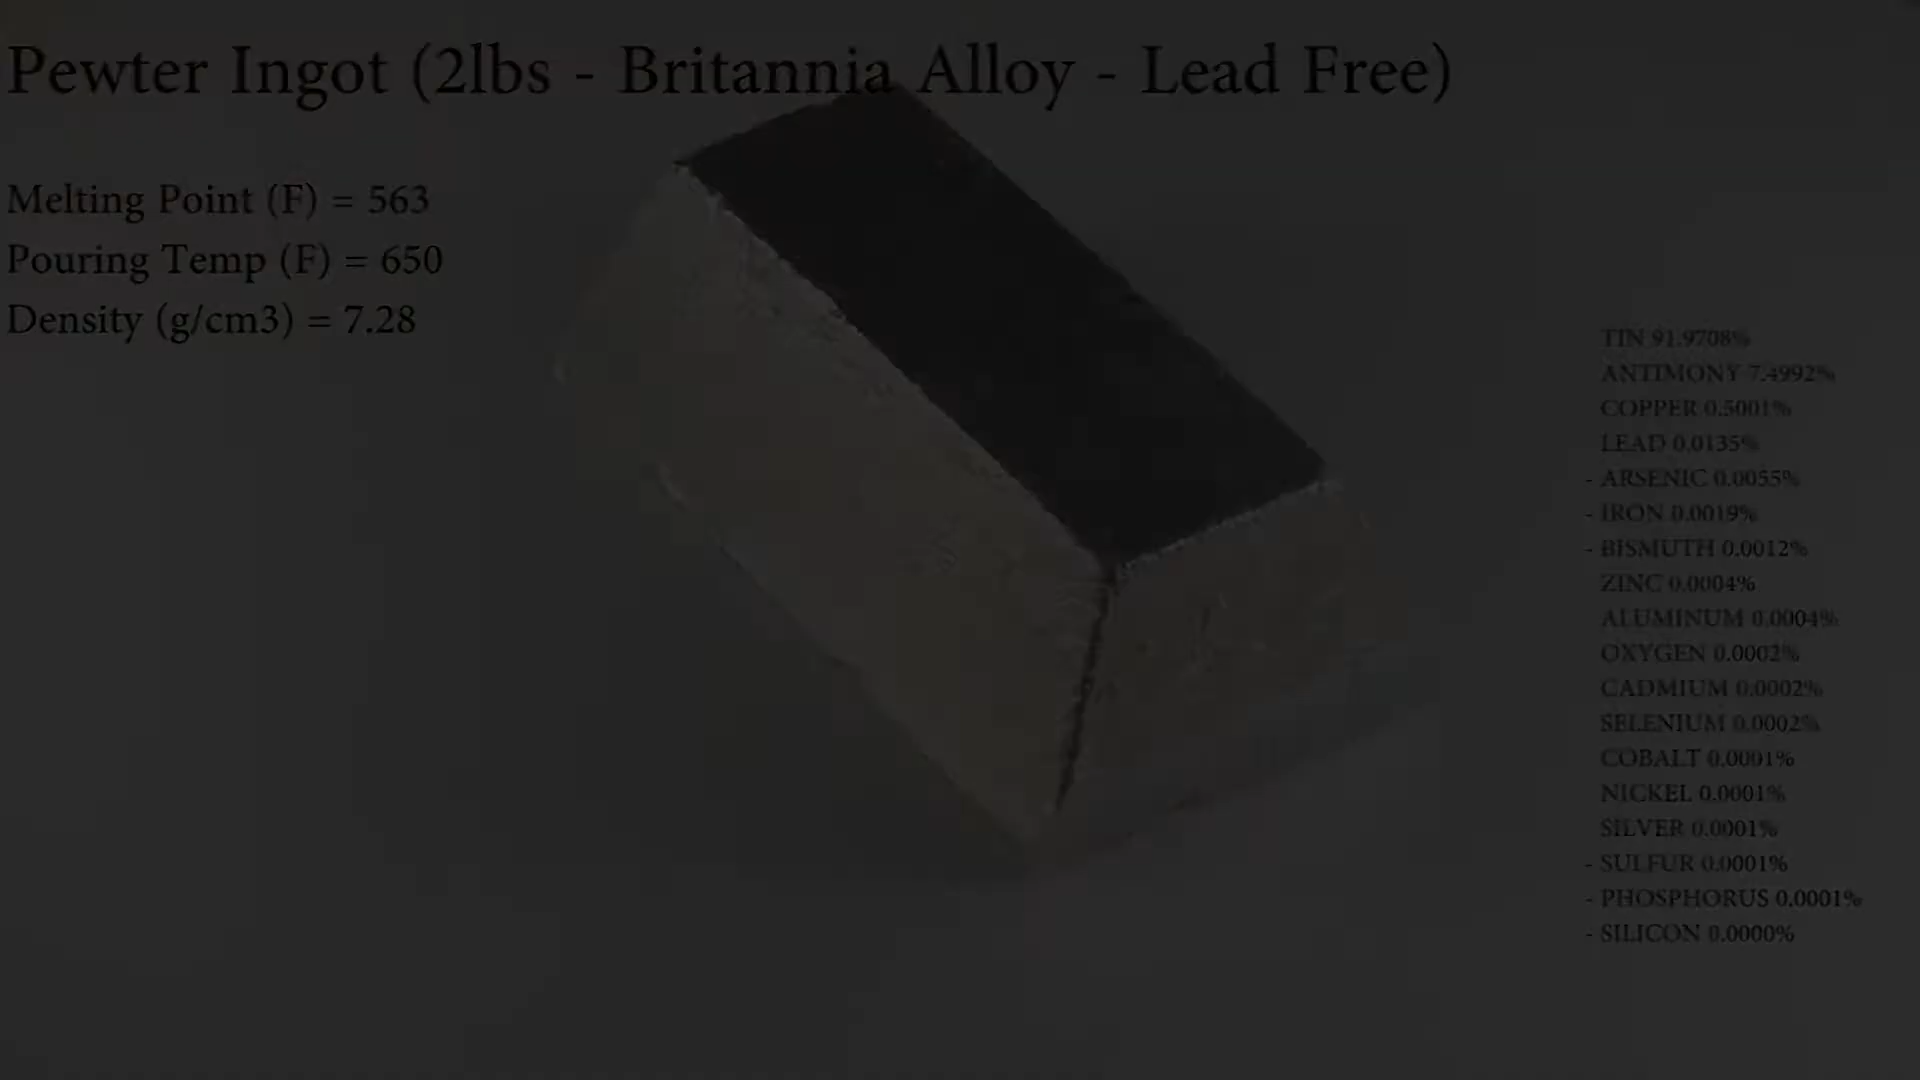 Pewter Ingot (2lbs - Britannia Alloy - Lead Free)
Melting Point (F) = 563
Pouring Temp (F) = 650
Density (g/cm3) = 7.28
TIN 91.9708%
ANTIMONY 7.4992%
COPPER 0.5001%
LEAD 0.0135%
- ARSENIC 0.0055%
- IRON 0.0019%
- BISMUTH 0.0012%
ZINC 0.0004%
ALUMINUM 0.0004%
OXYGEN 0.0002%
CADMIUM 0.0002%
SELENIUM 0.0002%
COBALT 0.0001%
NICKEL 0.0001%
SILVER 0.0001%
- SULFUR 0.0001%
- PHOSPHORUS 0.0001%
- SILICON 0.0000%